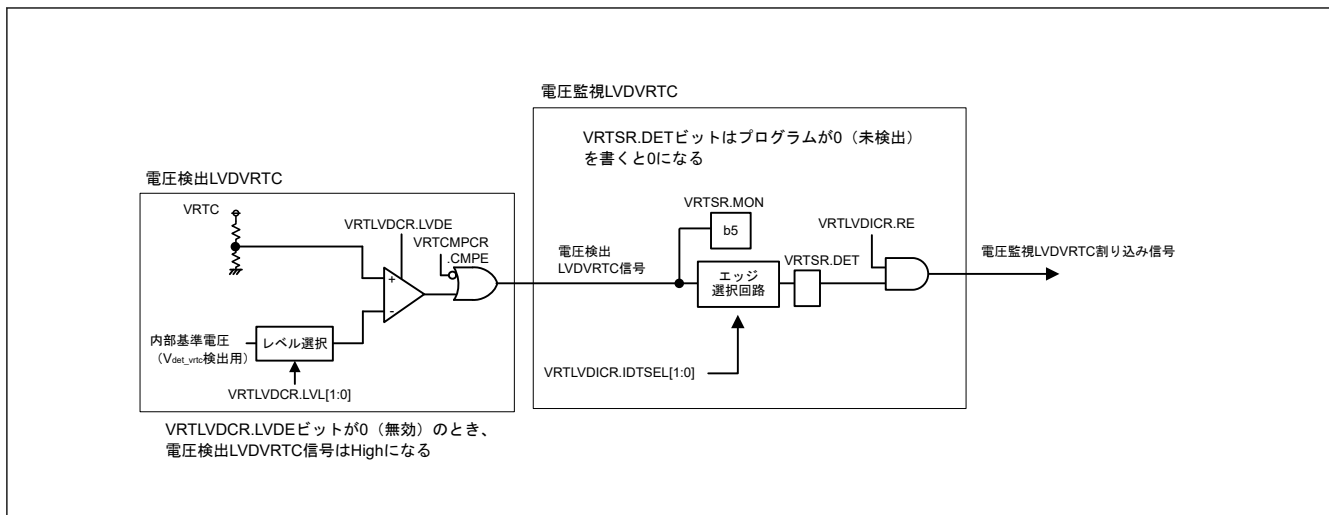 電圧監視LVDVRTC
VRTSR.DETビットはプログラムが0（未検出）
を書くと0になる
電圧検出LVDVRTC
VRTC
VRTLVDCR.LVDE
VRTCMPCR
.CMPE
+
-
内部基準電圧
（Vdet_vrtc検出用）
レベル選択
VRTLVDCR.LVL[1:0]
電圧検出
LVDVRTC信号
VRTSR.MON
b5
エッジ
選択回路
VRTSR.DET
VRTLVDICR.RE
電圧監視LVDVRTC割り込み信号
VRTLVDICR.IDTSEL[1:0]
VRTLVDCR.LVDEビットが0（無効）のとき、
電圧検出LVDVRTC信号はHighになる